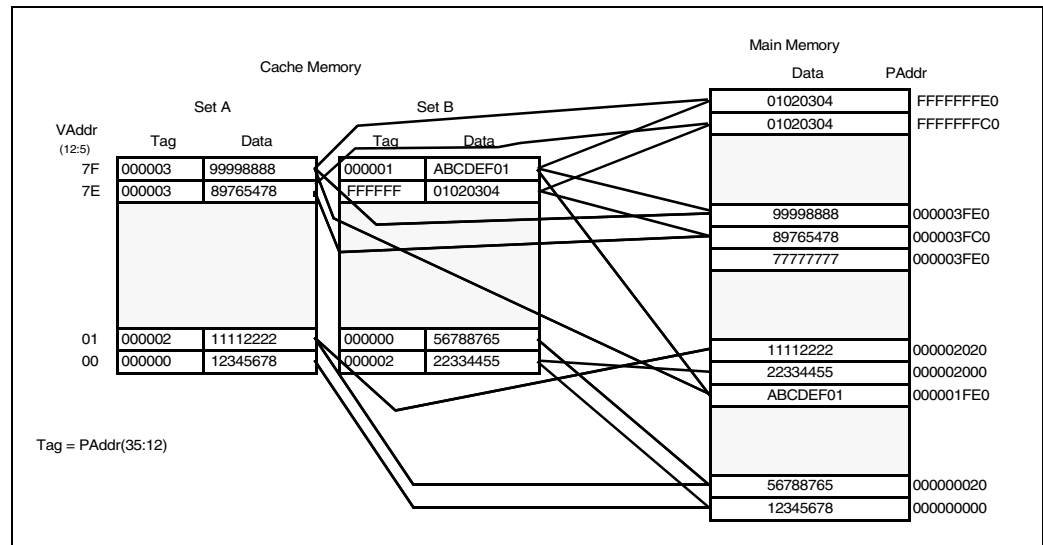 Main Memory
Cache Memory
Data PAddr
Set A Set B
01020304 FFFFFFFE0
01020304 FFFFFFFC0
VAddr
(12:5)
Tag Data Tag Data
7F 000003 99998888 000001 ABCDEF01
7E 000003 89765478 FFFFFF 01020304
99998888 000003FE0
89765478 000003FC0
77777777 000003FE0
01 000002 11112222 000000 56788765
00 000000 12345678 000002 22334455
11112222 000002020
22334455 000002000
ABCDEF01 000001FE0
Tag = PAddr(35:12)
56788765 000000020
12345678 000000000